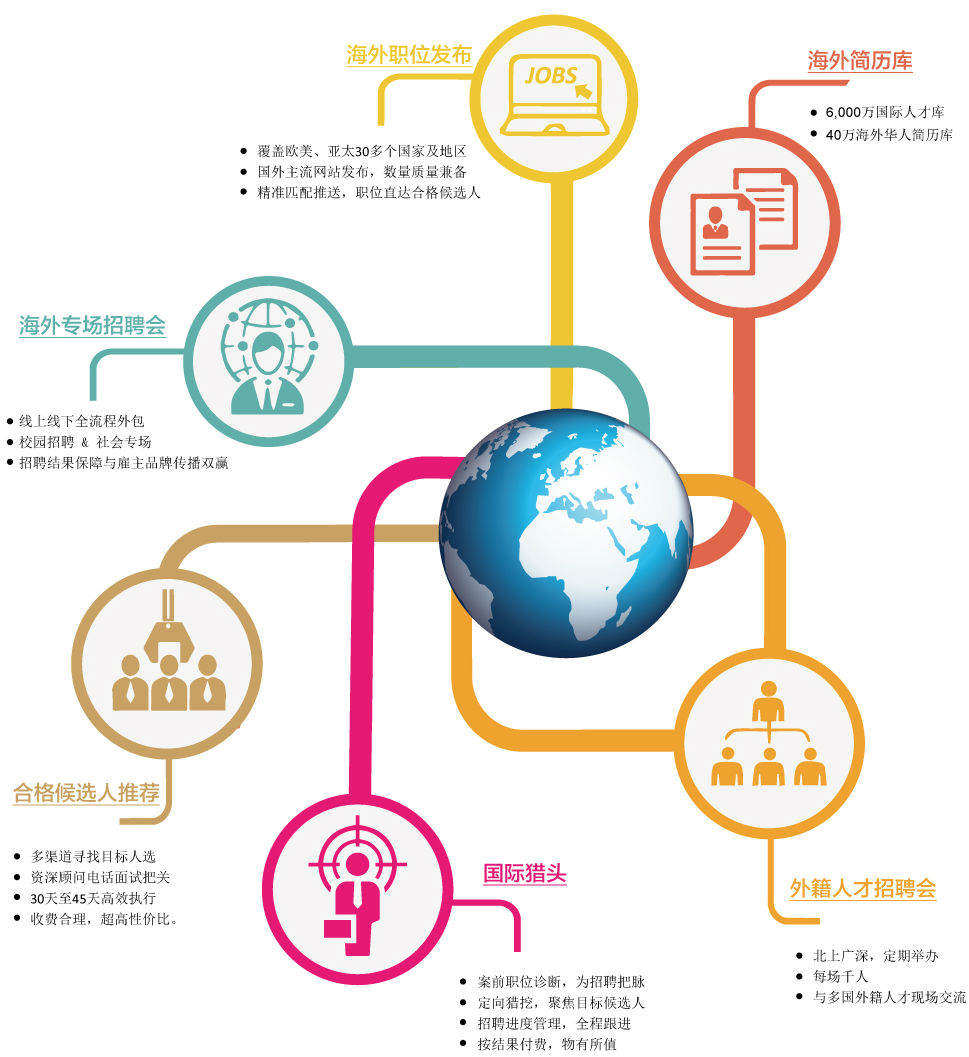 海外职位发布
JOBS
● 覆盖欧美、亚太30多个国家及地区
● 国外主流网站发布，数量质量兼备
● 精准匹配推送，职位直达合格候选人
海外简历库
● 6,000万国际人才库
● 40万海外华人简历库
海外专场招聘会
● 线上线下全流程外包
● 校园招聘 & 社会专场
● 招聘结果保障与雇主品牌传播双赢
合格候选人推荐
● 多渠道寻找目标人选
● 资深顾问电话面试把关
● 30天至45天高效执行
● 收费合理，超高性价比。
国际猎头
● 案前职位诊断，为招聘把脉
● 定向猎挖，聚焦目标候选人
● 招聘进度管理，全程跟进
● 按结果付费，物有所值
外籍人才招聘会
● 北上广深，定期举办
● 每场千人
● 与多国外籍人才现场交流